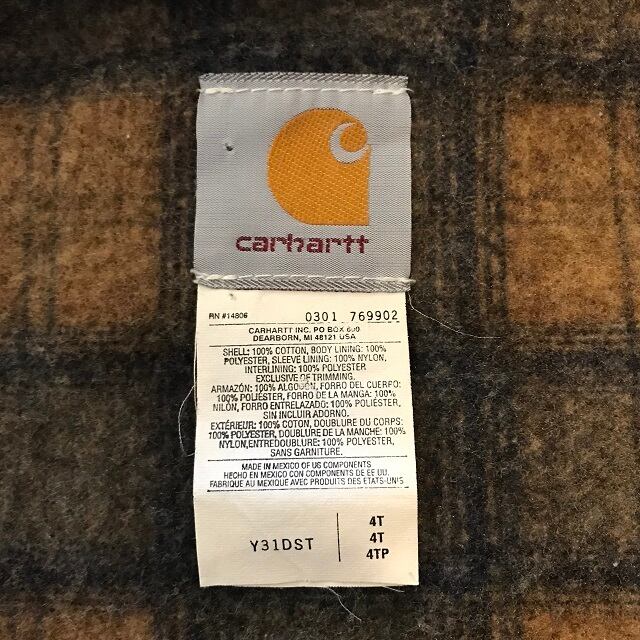 carhartt
RN #14806 0301 769902
CARHARTT INC. PO BOX 600
DEARBORN, MI 48121 USA
SHELL: 100% COTTON, BODY LINING: 100%
POLYESTER, SLEEVE LINING: 100% NYLON,
INTERLINING: 100% POLYESTER
EXCLUSIVE OF TRIMMING.
ARMAZÓN: 100% ALGODÓN, FORRO DEL CUERPO:
100% POLIÉSTER, FORRO DE LA MANGA: 100%
NILÓN, FORRO ENTRELAZADO: 100% POLIÉSTER,
SIN INCLUIR ADORNO.
EXTÉRIEUR: 100% COTON, DOUBLURE DU CORPS:
100% POLYESTER, DOUBLURE DE LA MANCHE: 100%
NYLON, ENTREDOUBLURE: 100% POLYESTER,
SANS GARNITURE.
MADE IN MEXICO OF US COMPONENTS
HECHO EN MEXICO CON COMPONENTS DE EE UU.
FABRIQUE AU MEXIQUE AVEC PRODUITS DES ETATS-UNIS
Y31DST
4T
4T
4TP